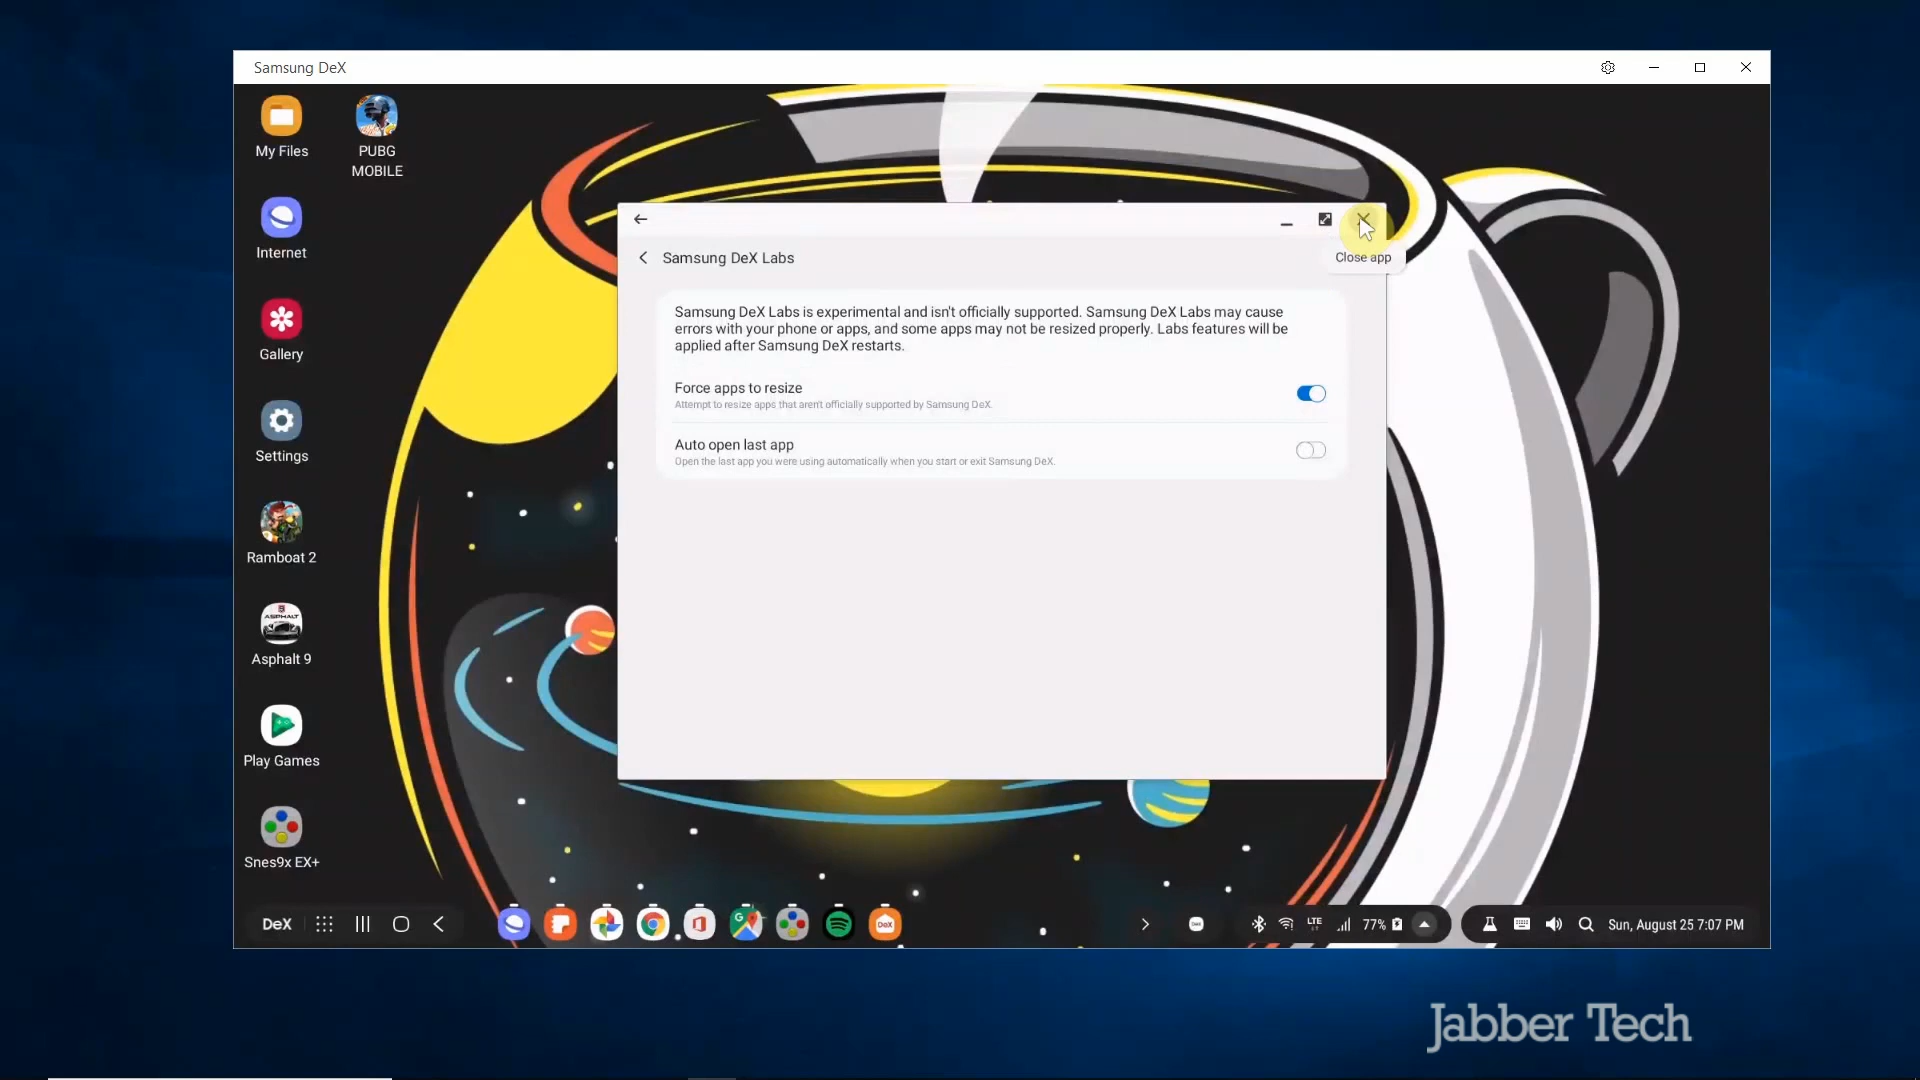 Samsung DeX
My Files
PUBG
MOBILE
Internet
Gallery
Settings
Ramboat 2
ASPHALT
Asphalt 9
Play Games
Snes9x EX+
Samsung DeX Labs
Close app
Samsung DeX Labs is experimental and isn't officially supported. Samsung DeX Labs may cause
errors with your phone or apps, and some apps may not be resized properly. Labs features will be
applied after Samsung DeX restarts.
Force apps to resize
Attempt to resize apps that aren't officially supported by Samsung DeX.
Auto open last app
Open the last app you were using automatically when you start or exit Samsung DeX.
DeX
G
DeX
LTE
77%
Sun, August 25 7:07 PM
Jabber Tech